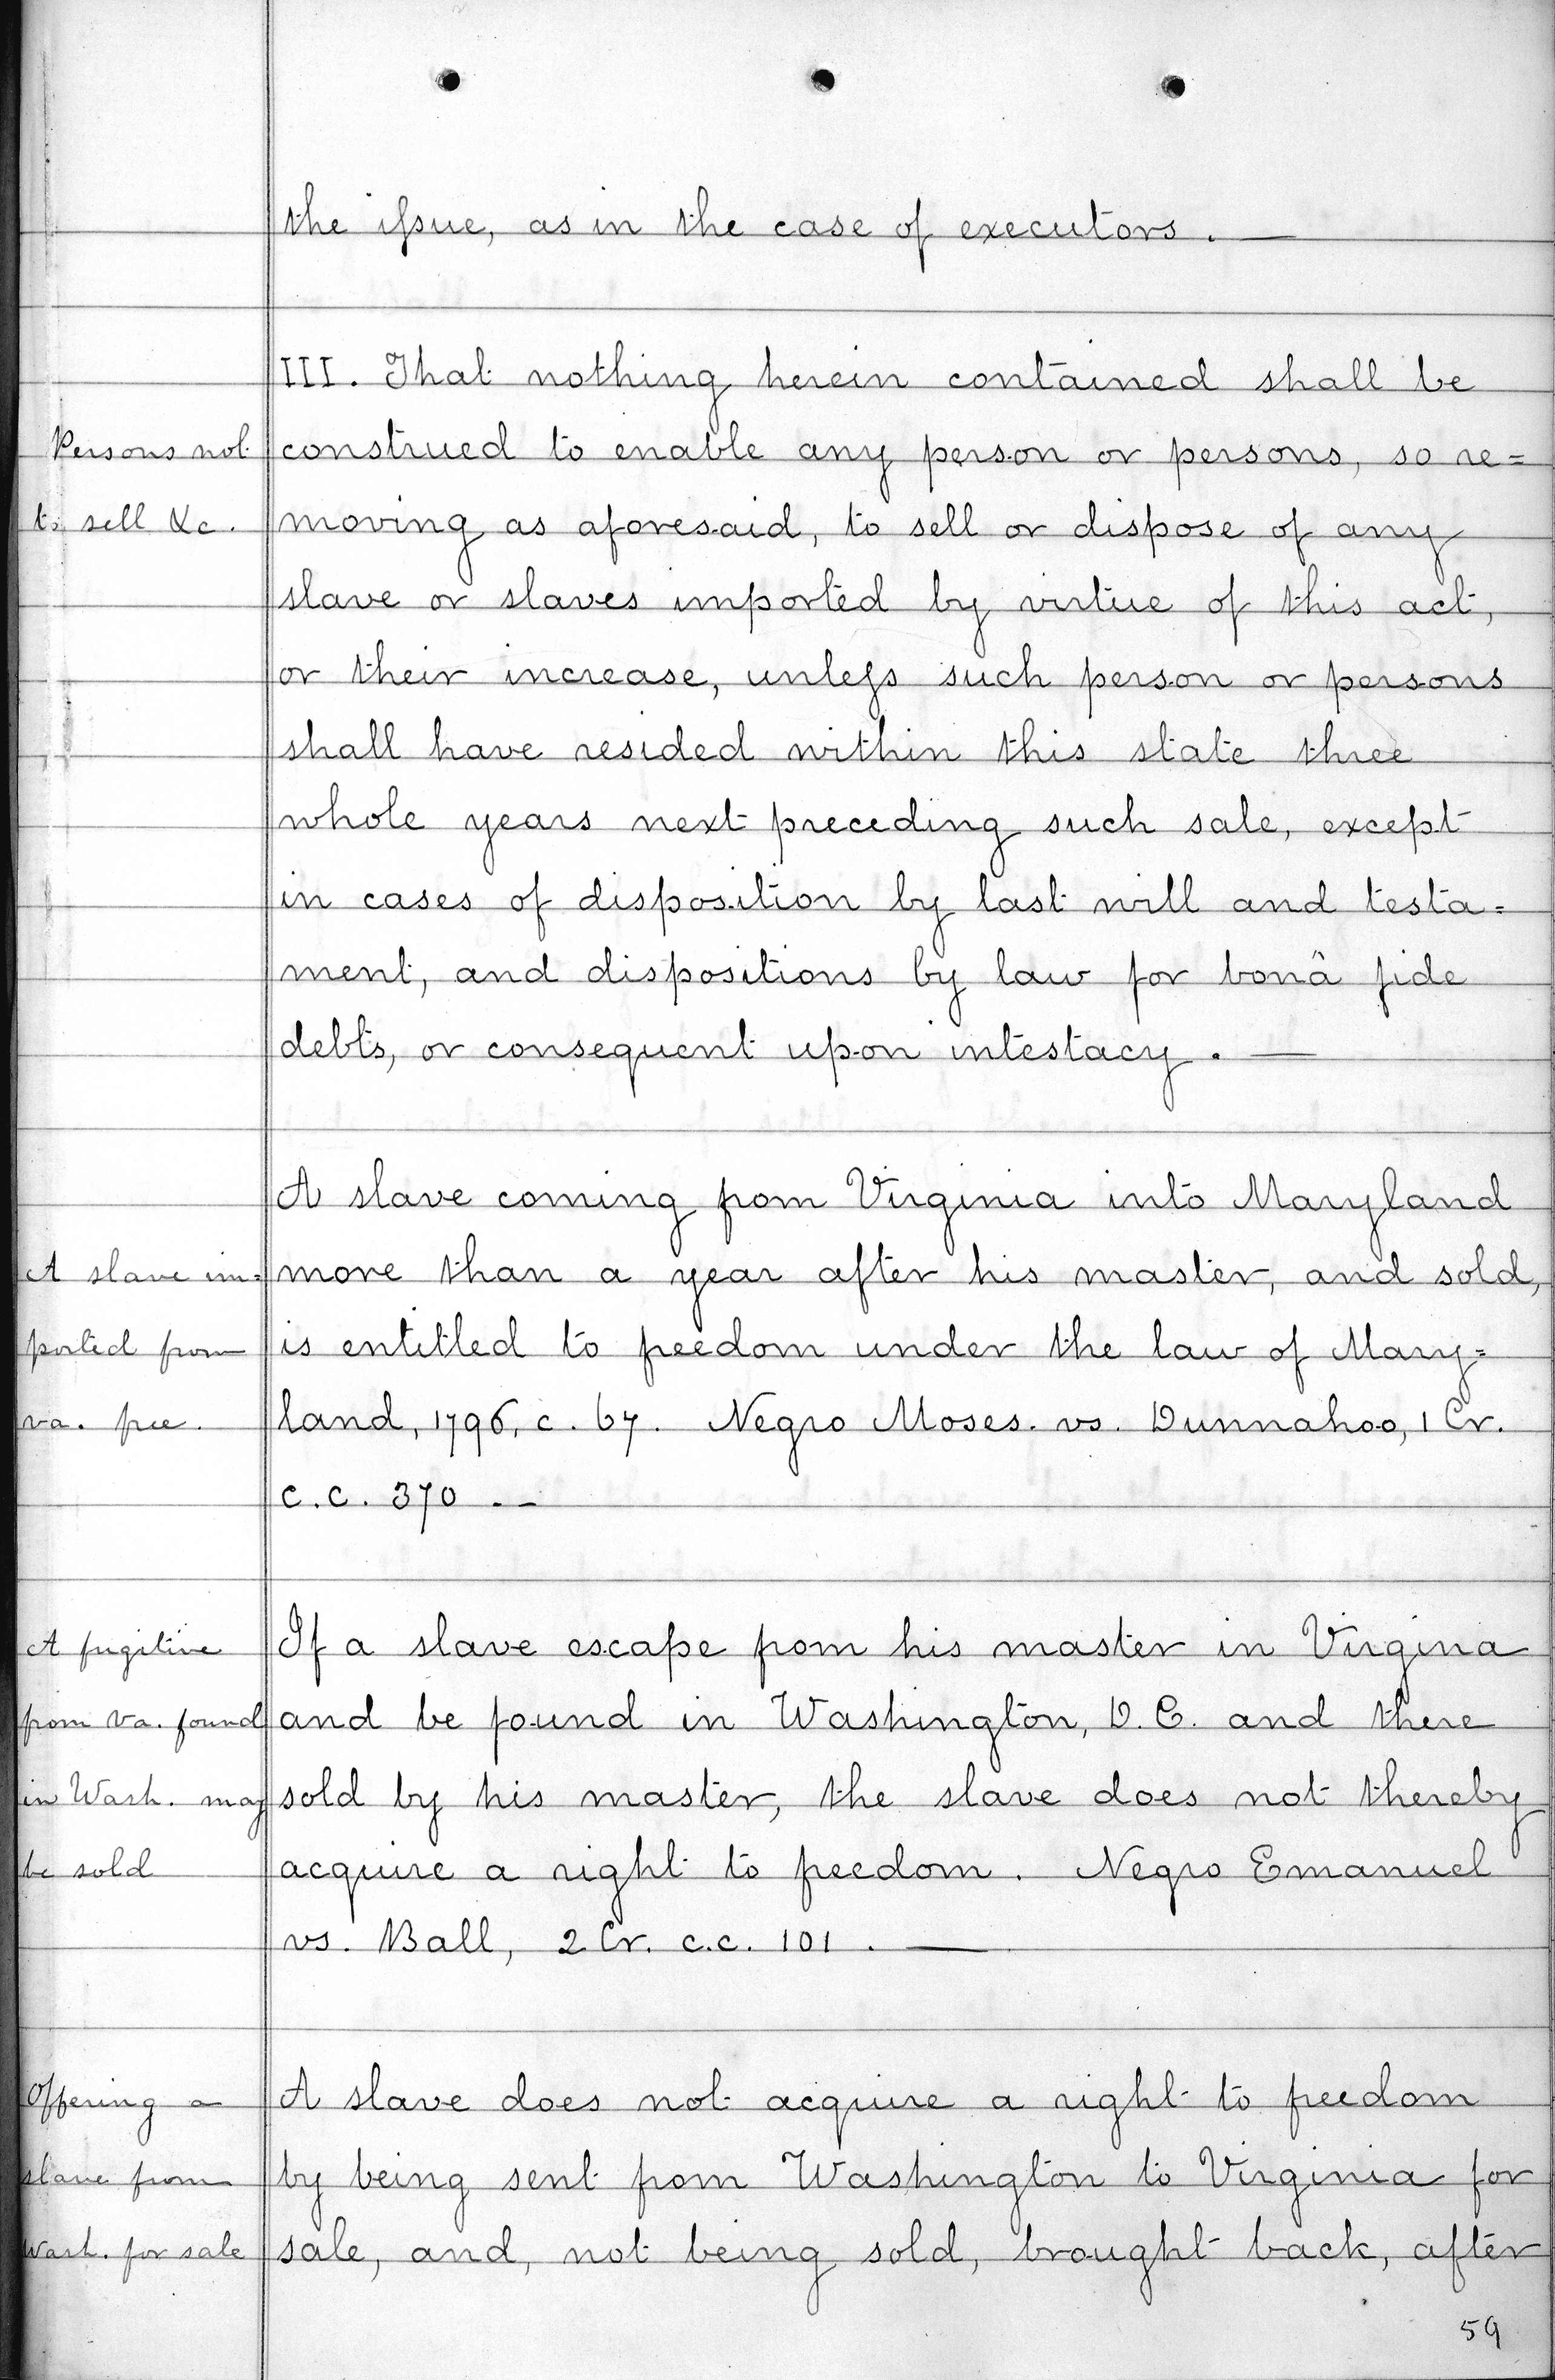 the issue, as in the case of executors. —
III. That nothing herein contained shall be
Persons not
construed to enable any person or persons, so re=
to sell &c.
moving as aforesaid, to sell or dispose of any
slave or slaves imported by virtue of this act,
or their increase, unless such person or persons
shall have resided within this state three
whole years next preceding such sale, except
in cases of disposition by last will and testa=
ment, and dispositions by law for bonâ fide
debts, or consequent upon intestacy. —
A slave coming from Virginia into Maryland
A slave im=
more than a year after his master, and sold,
ported from
is entitled to freedom under the law of Mary=
va. free.
land, 1796, c. 67. Negro Moses. vs. Dunnahoo, 1 Cr.
c.c. 370. —
A fugitive
If a slave escape from his master in Virgina
from Va. found
and be found in Washington, D.C. and there
in Wash. may
sold by his master, the slave does not thereby
be sold
acquire a right to freedom. Negro Emanuel
vs. Ball, 2 Cr. c.c. 101. —
Offering a
A slave does not acquire a right to freedom
slave from
by being sent from Washington to Virginia for
Wash. for sale
sale, and, not being sold, brought back, after
59